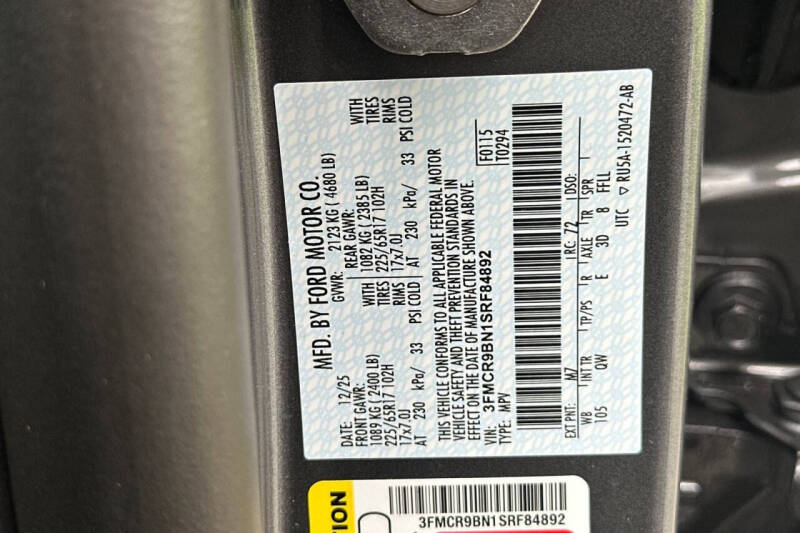 MFD. BY FORD MOTOR CO.
12/25 GVWR: 2123 KG ( 4680 LB)
FRONT GAWR: REAR GAWR:
1089 KG ( 2400 LB) WITH 1082 KG ( 2385 LB) WITH
225/65R17 102H TIRES 225/65R17 102H TIRES
17x7.0J RIMS 17x7.0J RIMS
AT 230 kPa/ 33 PSI COLD AT 230 kPa/ 33 PSI COLD
THIS VEHICLE CONFORMS TO ALL APPLICABLE FEDERAL MOTOR
VEHICLE SAFETY AND THEFT PREVENTION STANDARDS IN
EFFECT ON THE DATE OF MANUFACTURE SHOWN ABOVE.
VIN: 3FMCR9BN1SRF84892 F0115
TYPE: MPV T0294
EXT PNT: M7 RC: 72 DSO:
WB INT TR TP/PS R AXLE TR SPR
105 QW E 3D 8 FFLL
UTC ▽ RU5A-1520472-AB
3FMCR9BN1SRF84892